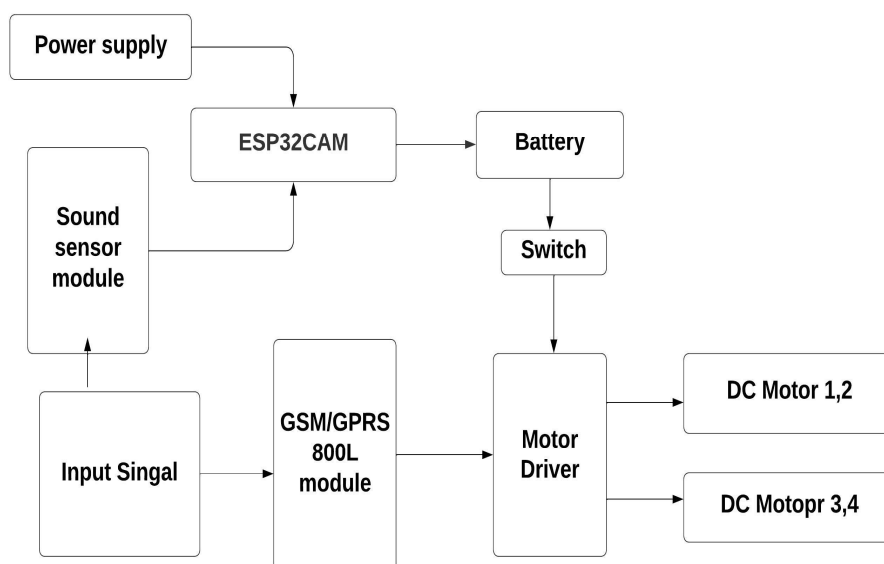 Power supply
ESP32CAM
Battery
Sound
sensor
module
Switch
Input Singal
GSM/GPRS
800L
module
Motor
Driver
DC Motor 1,2
DC Motopr 3,4